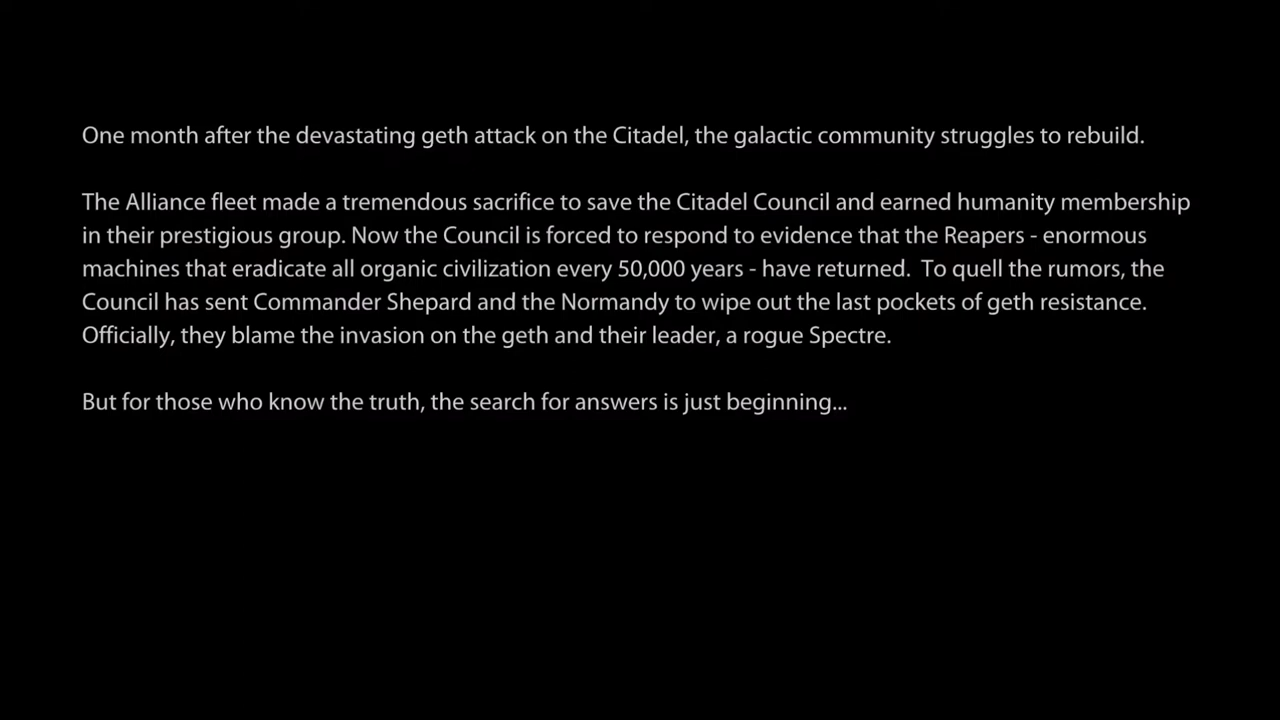 One month after the devastating geth attack on the Citadel, the galactic community struggles to rebuild.
The Alliance fleet made a tremendous sacrifice to save the Citadel Council and earned humanity membership
in their prestigious group. Now the Council is forced to respond to evidence that the Reapers - enormous
machines that eradicate all organic civilization every 50,000 years - have returned.  To quell the rumors, the
Council has sent Commander Shepard and the Normandy to wipe out the last pockets of geth resistance.
Officially, they blame the invasion on the geth and their leader, a rogue Spectre.
But for those who know the truth, the search for answers is just beginning...